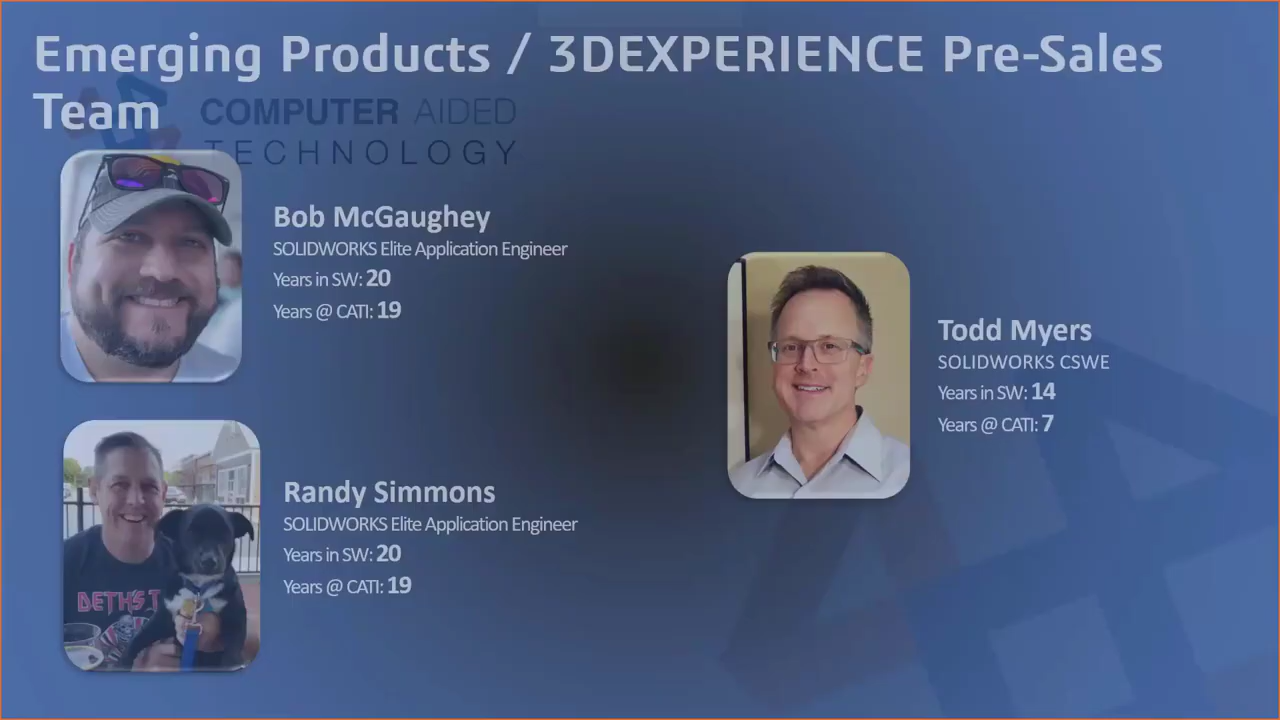 Emerging Products / 3DEXPERIENCE Pre-Sales
Team
COMPUTER AIDED
TECHNOLOGY
Bob McGaughey
SOLIDWORKS Elite Application Engineer
Years in SW: 20
Years @ CATI: 19
Todd Myers
SOLIDWORKS CSWE
Years in SW: 14
Years @ CATI: 7
Randy Simmons
SOLIDWORKS Elite Application Engineer
Years in SW: 20
Years @ CATI: 19